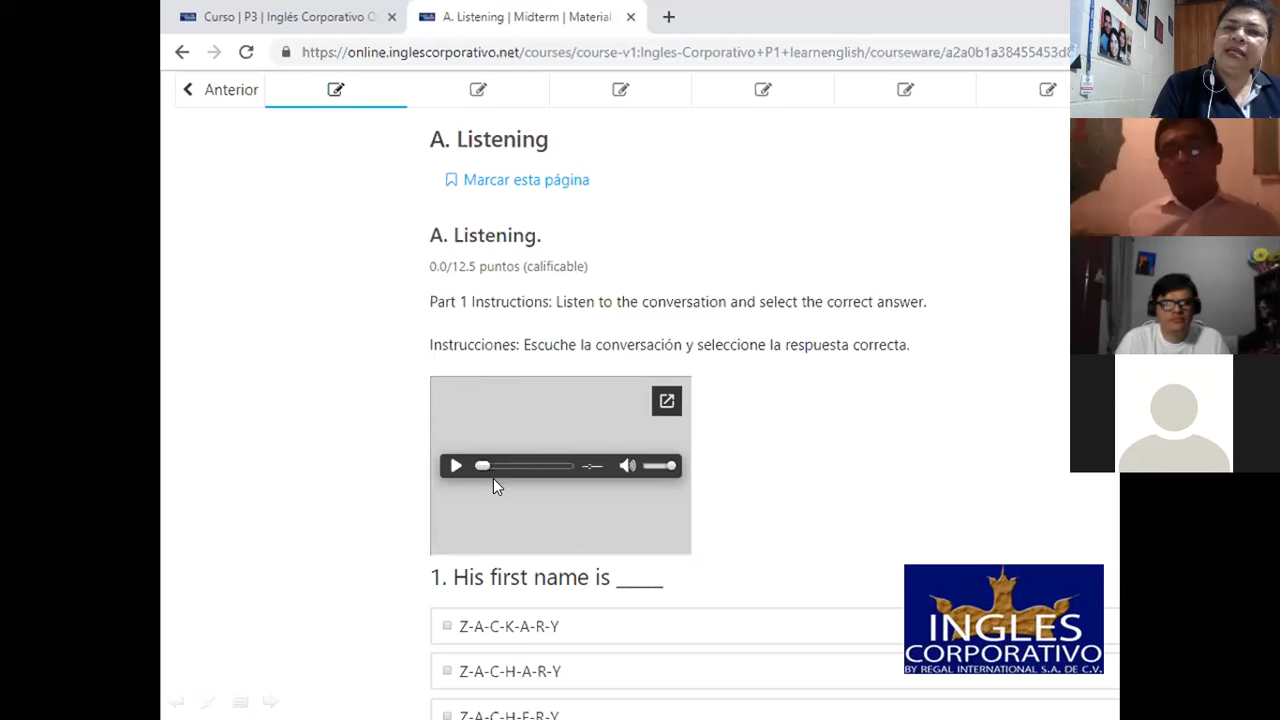 Curso | P3 | Inglés Corporativo O
A. Listening | Midterm | Material
https://online.inglescorporativo.net/courses/course-v1:Ingles-Corporativo+P1+learnenglish/courseware/a2a0b1a38455453d8
Anterior
A. Listening
Marcar esta página
A. Listening.
0.0/12.5 puntos (calificable)
Part 1 Instructions: Listen to the conversation and select the correct answer.
Instrucciones: Escuche la conversación y seleccione la respuesta correcta.
1. His first name is _____
Z-A-C-K-A-R-Y
Z-A-C-H-A-R-Y
Z-A-C-H-E-R-Y
INGLES
CORPORATIVO
BY REGAL INTERNATIONAL S.A. DE C.V.